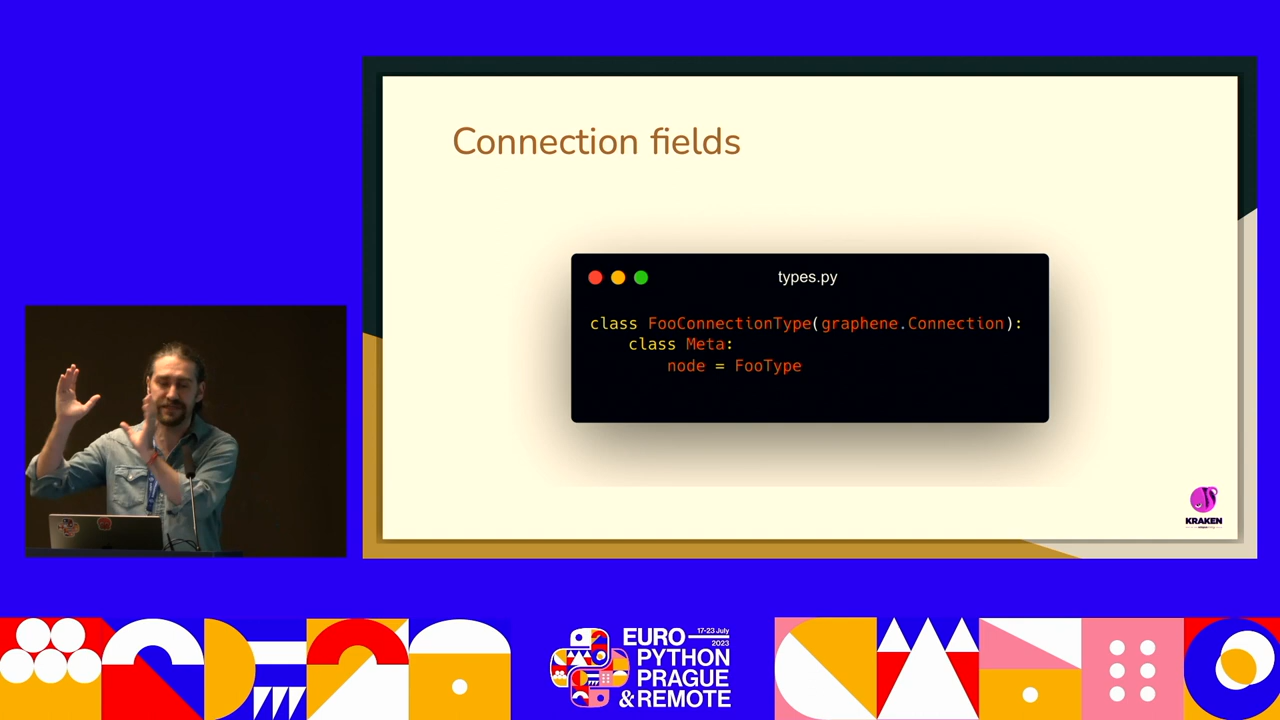 Connection fields
types.py
class FooConnectionType(graphene.Connection):
    class Meta:
        node = FooType
KRAKEN
EURO 17-23 July 2023
PYTHON
PRAGUE
& REMOTE